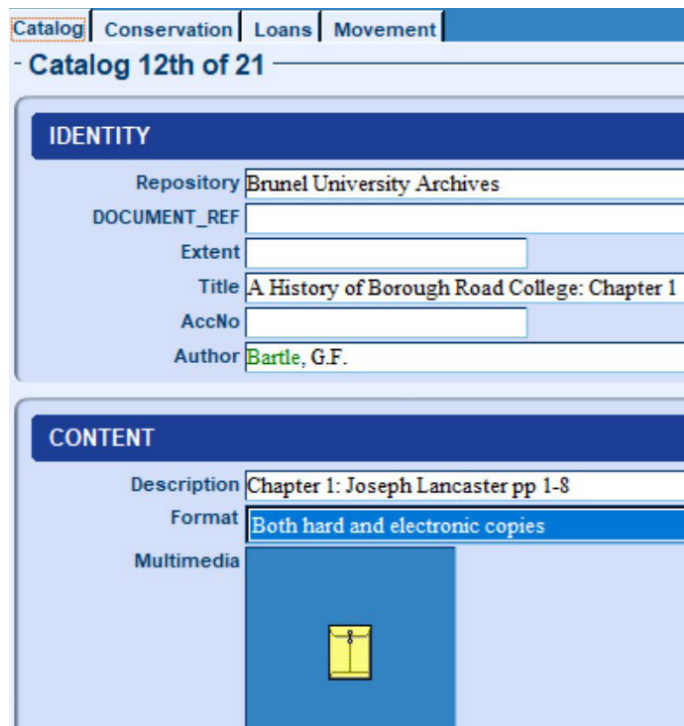 Catalog Conservation Loans Movement
Catalog 12th of 21
IDENTITY
Repository Brunel University Archives
DOCUMENT_REF
Extent
Title A History of Borough Road College: Chapter 1
AccNo
Author Bartle, G.F.
CONTENT
Description Chapter 1: Joseph Lancaster pp 1-8
Format Both hard and electronic copies
Multimedia